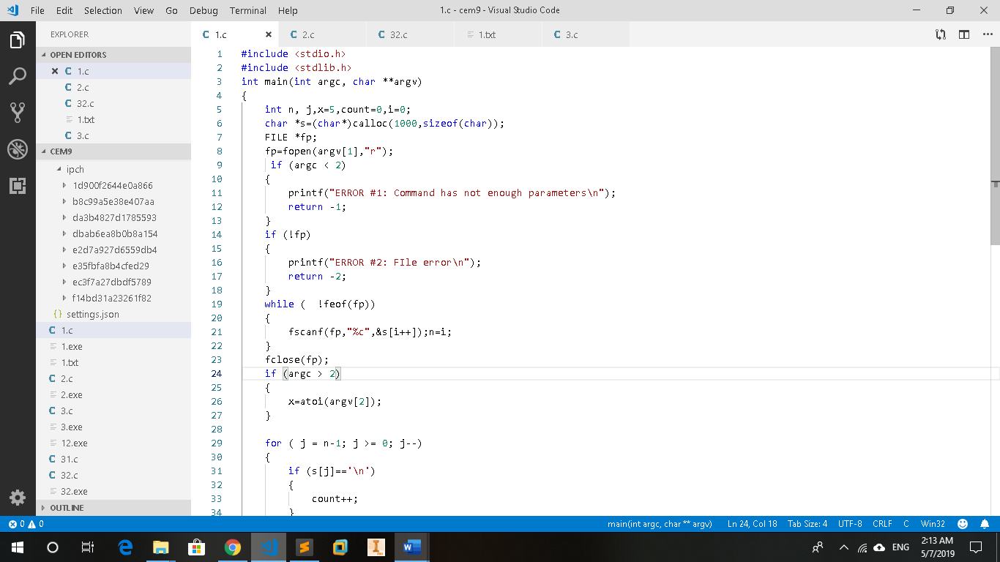 File Edit Selection View Go Debug Terminal Help 1.c - cem9 - Visual Studio Code
EXPLORER
OPEN EDITORS
C 1.c
C 2.c
C 32.c
1.txt
C 3.c
CEM9
ipch
1d900f2644e0a866
b8c99a5e38e407aa
da3b4827d1785593
dbab6ea8b0b8a154
e2d7a927d6559db4
e35fbfa8b4cfed29
ec3f7a27dbdf5789
f14bd31a23261f82
{} settings.json
C 1.c
1.exe
1.txt
C 2.c
2.exe
C 3.c
3.exe
12.exe
C 31.c
C 32.c
32.exe
OUTLINE
C 1.c C 2.c C 32.c 1.txt C 3.c
1 #include <stdio.h>
2 #include <stdlib.h>
3 int main(int argc, char **argv)
4 {
5 int n, j,x=5,count=0,i=0;
6 char *s=(char*)calloc(1000,sizeof(char));
7 FILE *fp;
8 fp=fopen(argv[1],"r");
9 if (argc < 2)
10 {
11 printf("ERROR #1: Command has not enough parameters\n");
12 return -1;
13 }
14 if (!fp)
15 {
16 printf("ERROR #2: FIle error\n");
17 return -2;
18 }
19 while (  !feof(fp))
20 {
21 fscanf(fp,"%c",&s[i++]);n=i;
22 }
23 fclose(fp);
24 if (argc > 2)
25 {
26 x=atoi(argv[2]);
27 }
28
29 for ( j = n-1; j >= 0; j--)
30 {
31 if (s[j]=='\n')
32 {
33 count++;
34 }
0 0 main(int argc, char ** argv) Ln 24, Col 18 Tab Size: 4 UTF-8 CRLF C Win32
ENG 2:13 AM
5/7/2019